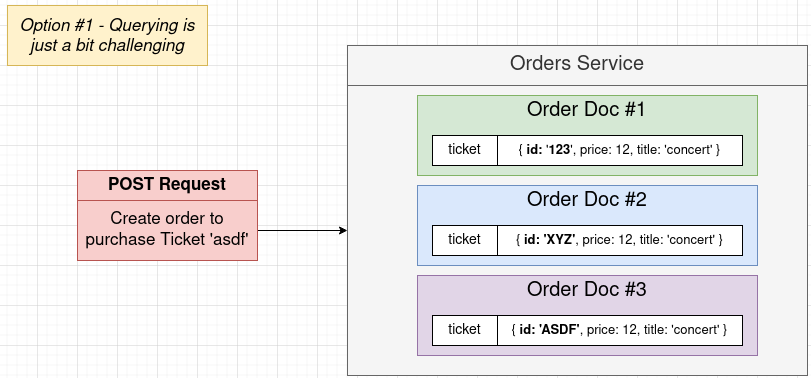 Option #1 - Querying is
just a bit challenging
Orders Service
Order Doc #1
ticket { id: '123', price: 12, title: 'concert' }
Order Doc #2
ticket { id: 'XYZ', price: 12, title: 'concert' }
Order Doc #3
ticket { id: 'ASDF', price: 12, title: 'concert' }
POST Request
Create order to
purchase Ticket 'asdf'